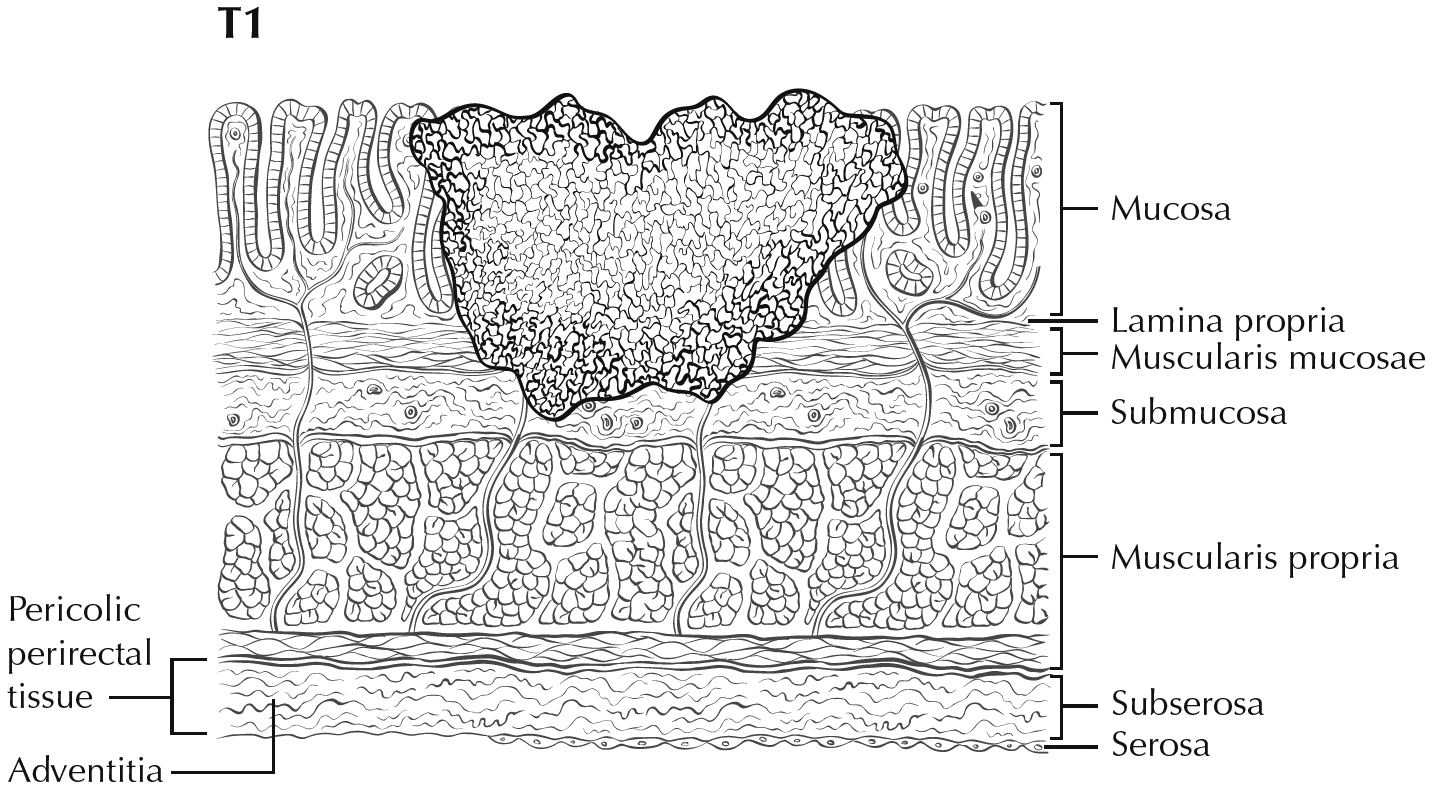 T1
Mucosa
Lamina propria
Muscularis mucosae
Submucosa
Muscularis propria
Pericolic
perirectal
tissue
Subserosa
Serosa
Adventitia